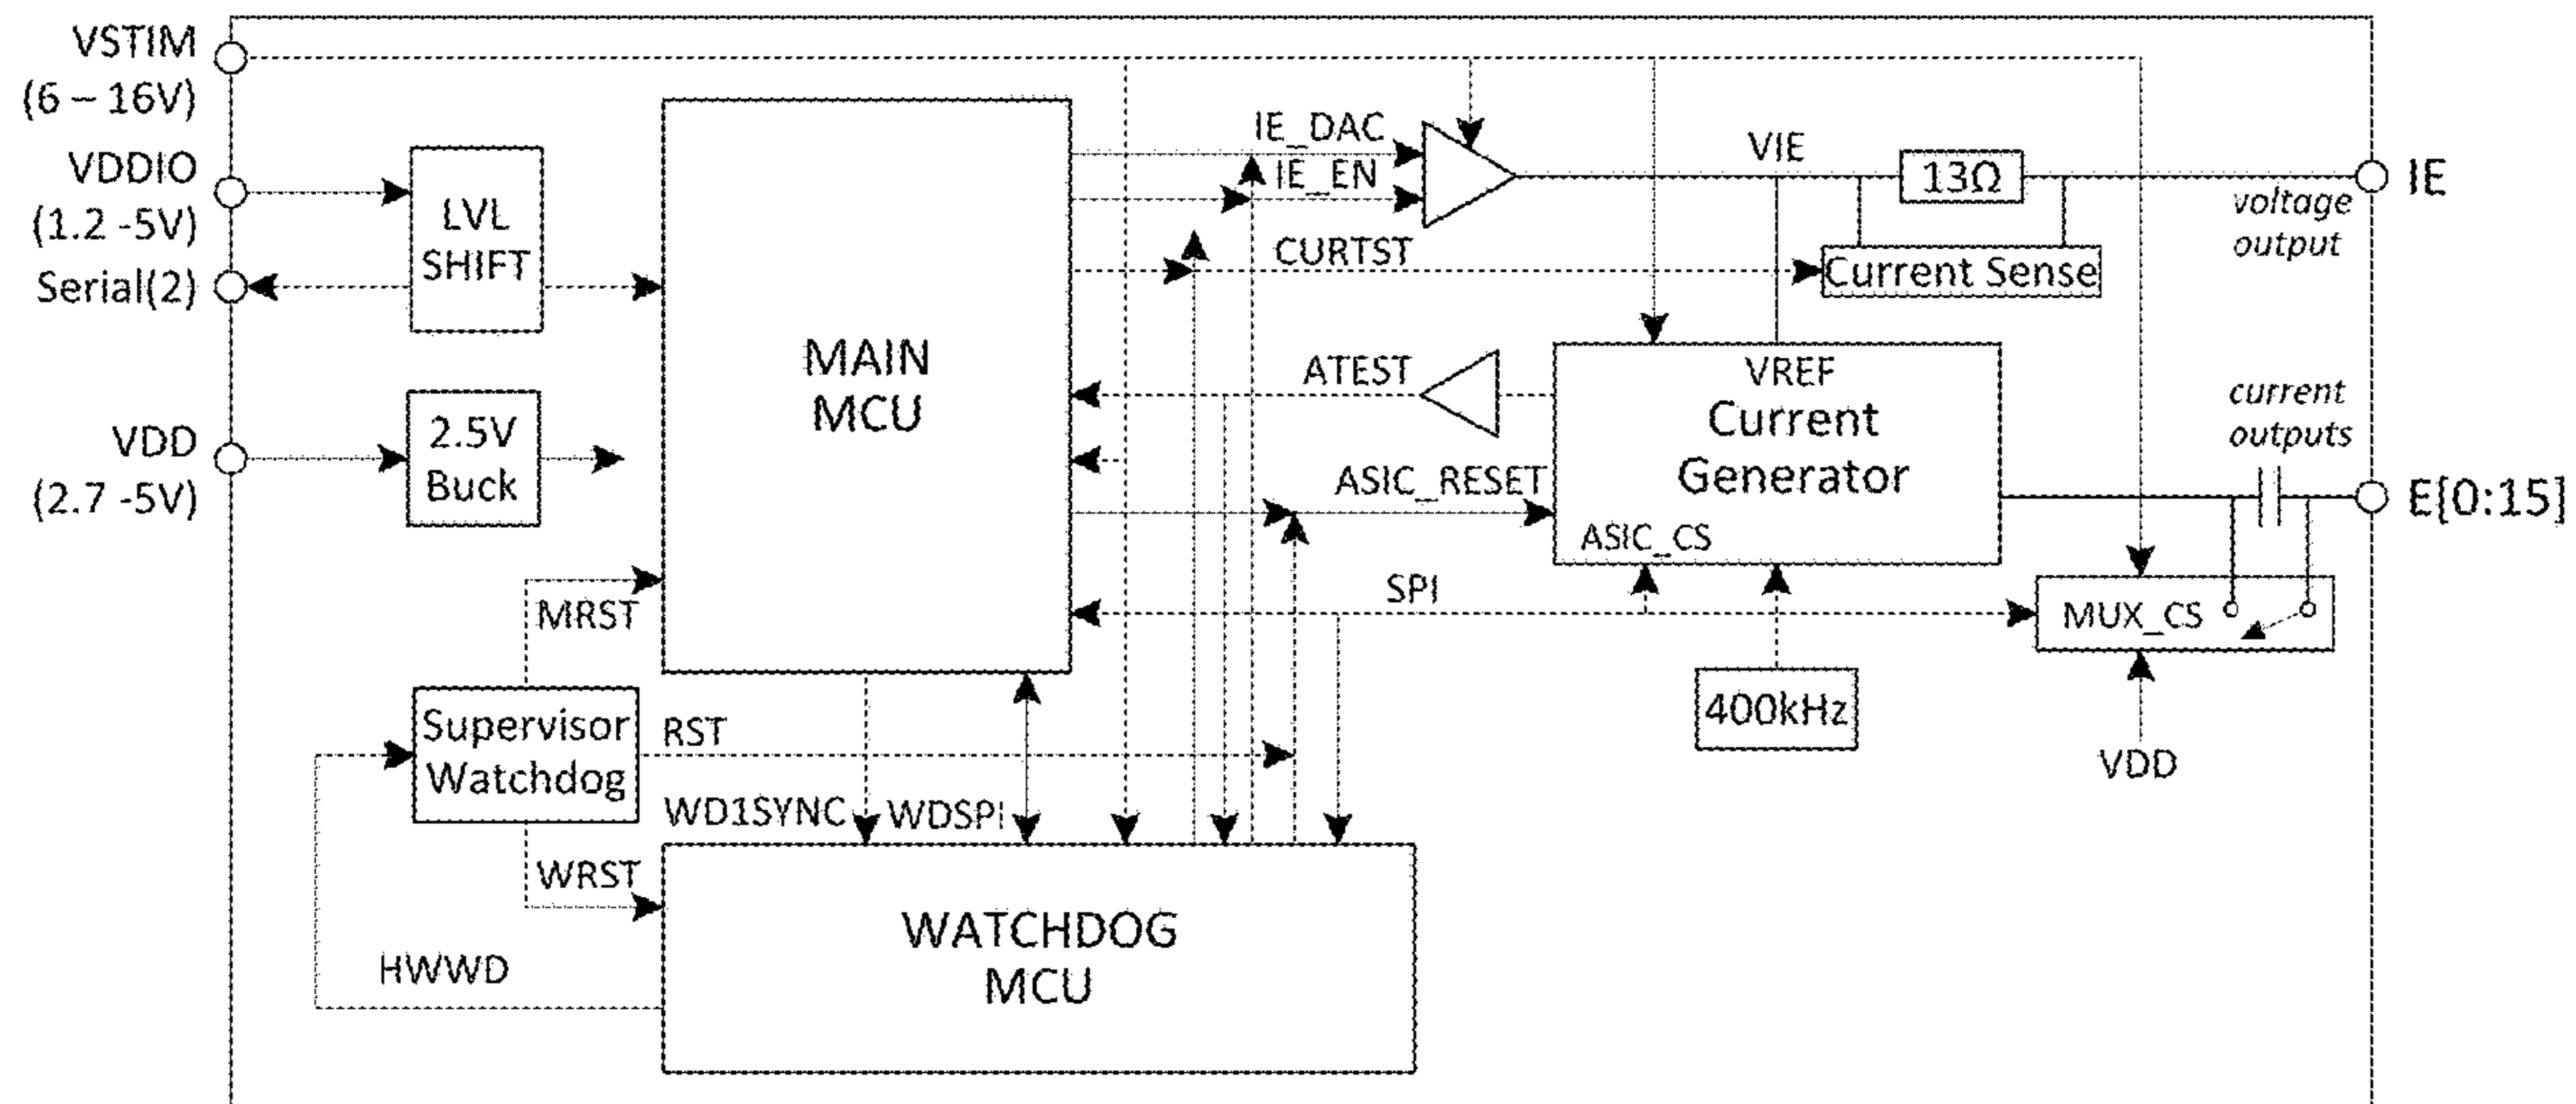 VSTIM
(6 – 16V)
VDDIO
(1.2 -5V)
Serial(2)
VDD
(2.7 -5V)
LVL
SHIFT
2.5V
Buck
MAIN
MCU
IE_DAC
IE_EN
CURTST
ATEST
ASIC_RESET
SPI
VIE
13Ω
IE
voltage
output
Current Sense
VREF
Current
Generator
ASIC_CS
current
outputs
E[0:15]
MUX_CS
400kHz
VDD
MRST
Supervisor
Watchdog
RST
WD1SYNC
WDSPI
WRST
HWWD
WATCHDOG
MCU